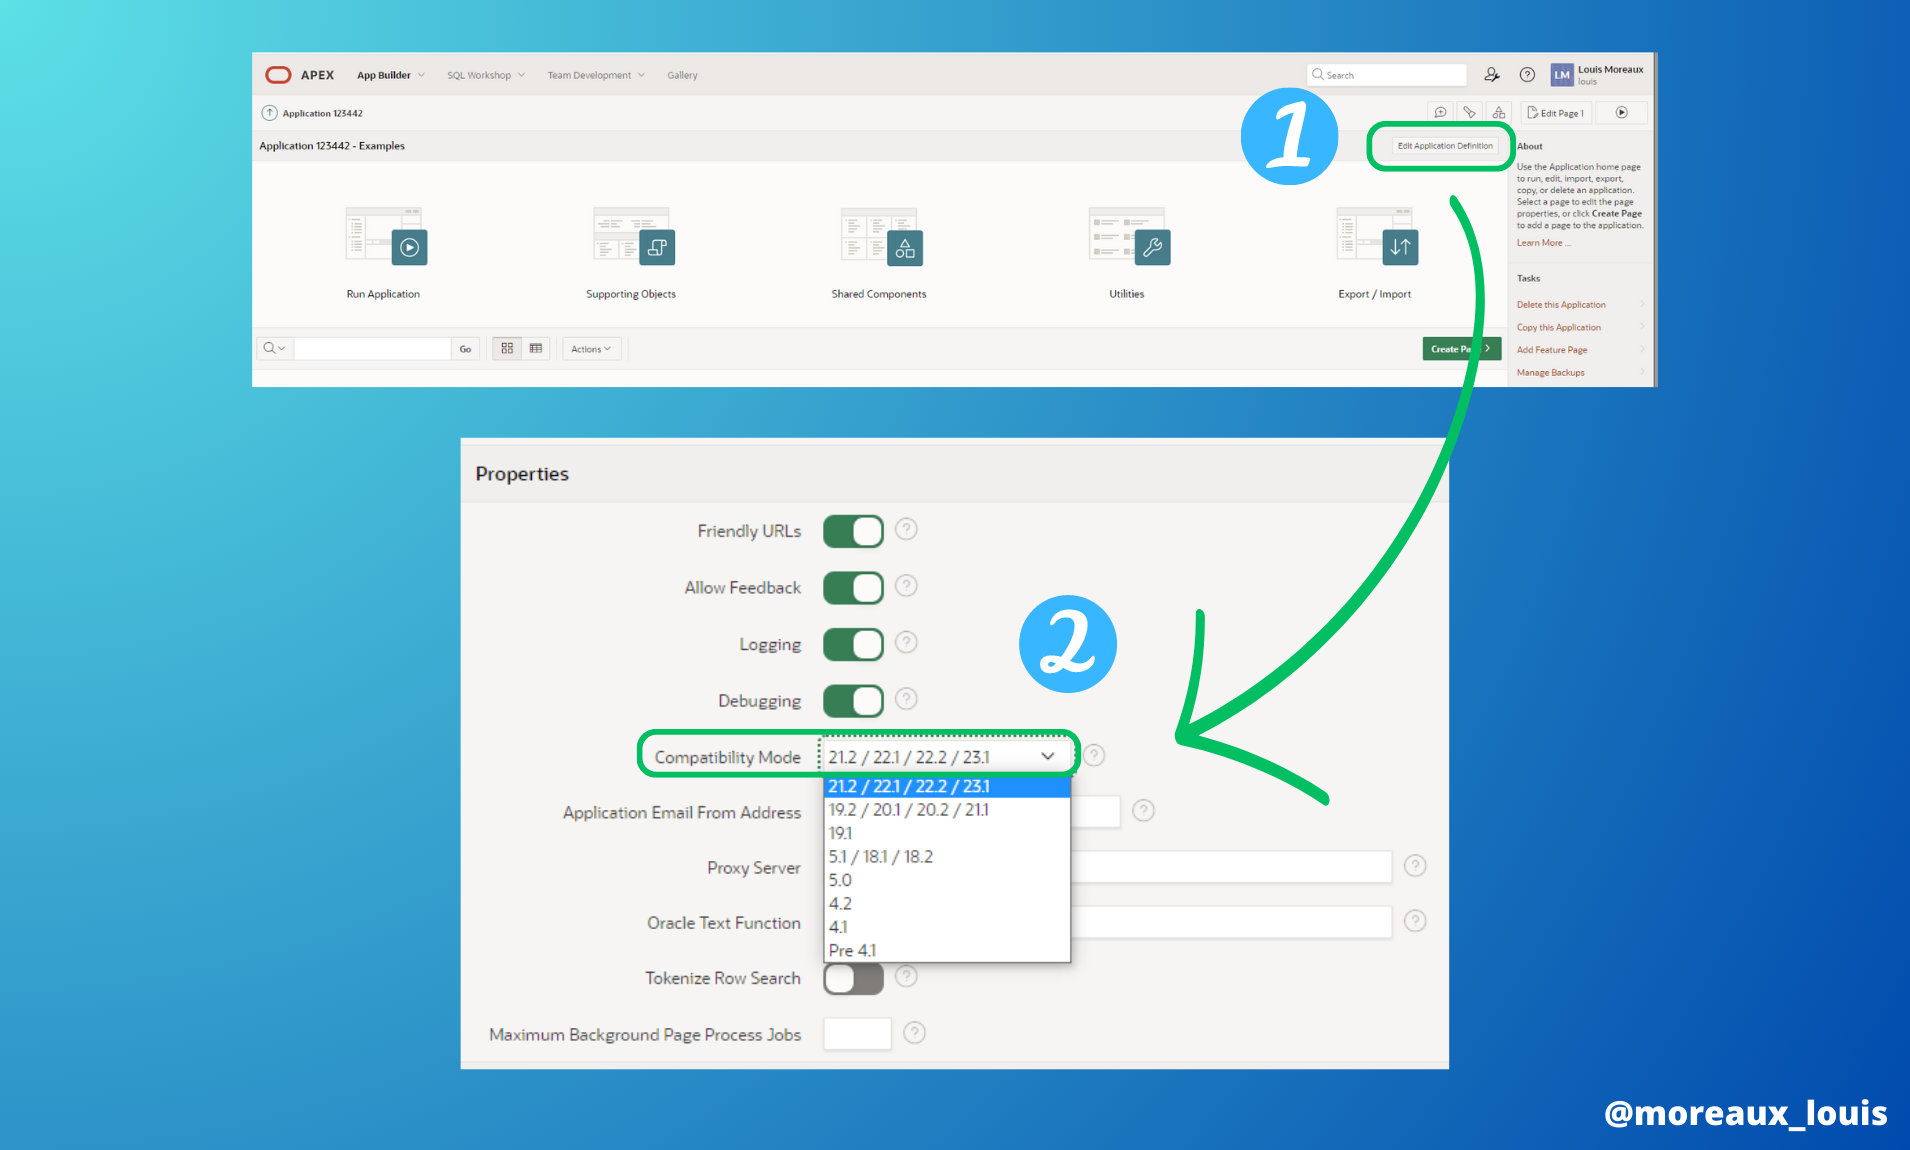 APEX App Builder SQL Workshop Team Development Gallery Search LM Louis Moreaux
louis
Application 123442 Edit Page 1
1
Application 123442 - Examples Edit Application Definition
About
Use the Application home page
to run, edit, import, export,
copy, or delete an application.
Select a page to edit the page
properties, or click Create Page
to add a page to the application.
Learn More ...
Run Application Supporting Objects Shared Components Utilities Export / Import
Tasks
Delete this Application
Copy this Application
Add Feature Page
Manage Backups
Go Actions Create
Properties
Friendly URLs
Allow Feedback
Logging
2
Debugging
Compatibility Mode 21.2 / 22.1 / 22.2 / 23.1
21.2 / 22.1 / 22.2 / 23.1
19.2 / 20.1 / 20.2 / 21.1
19.1
5.1 / 18.1 / 18.2
5.0
4.2
4.1
Pre 4.1
Application Email From Address
Proxy Server
Oracle Text Function
Tokenize Row Search
Maximum Background Page Process Jobs
@moreaux_louis